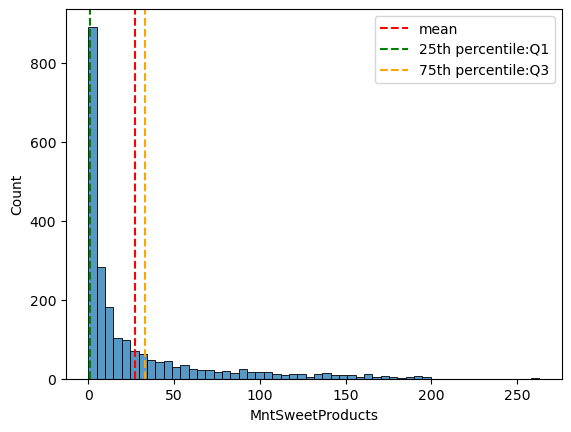 mean
25th percentile:Q1
75th percentile:Q3
800
600
400
200
0
Count
0 50 100 150 200 250
MntSweetProducts